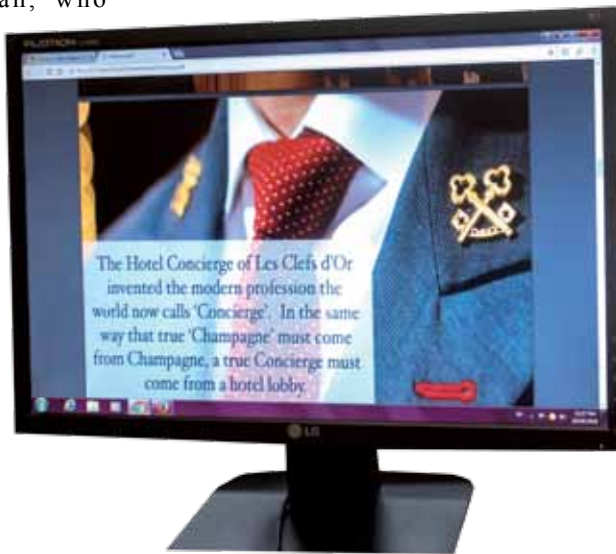 who
The Hotel Concierge of Les Clefs d'Or
invented the modern profession the
world now calls 'Concierge'. In the same
way that true 'Champagne' must come
from Champagne, a true Concierge must
come from a hotel lobby.
LG